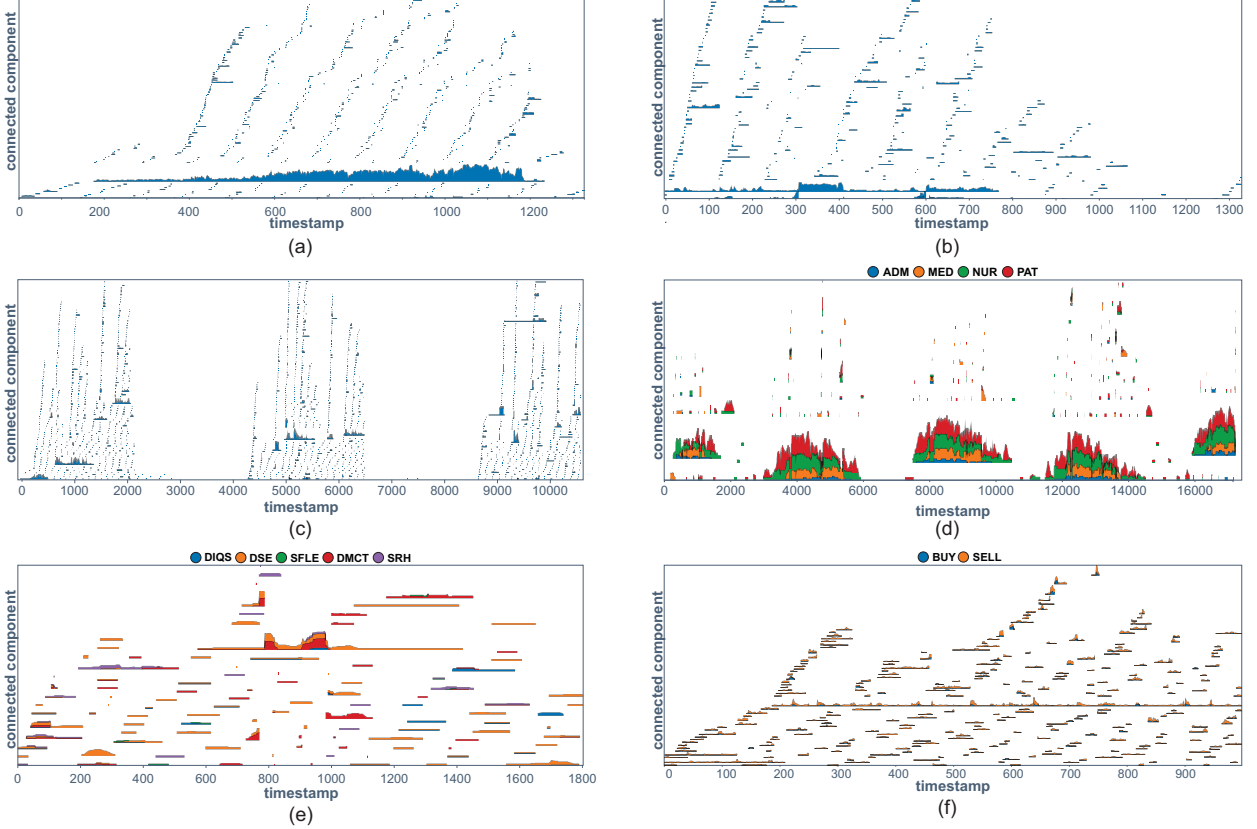 connected component
0 200 400 600 800 1000 1200
timestamp
(a)
connected component
0 100 200 300 400 500 600 700 800 900 1000 1100 1200 1300
timestamp
(b)
connected component
0 1000 2000 3000 4000 5000 6000 7000 8000 9000 10000
timestamp
(c)
ADM MED NUR PAT
connected component
0 2000 4000 6000 8000 10000 12000 14000 16000
timestamp
(d)
DIQS DSE SFLE DMCT SRH
connected component
0 200 400 600 800 1000 1200 1400 1600 1800
timestamp
(e)
BUY SELL
connected component
0 100 200 300 400 500 600 700 800 900
timestamp
(f)